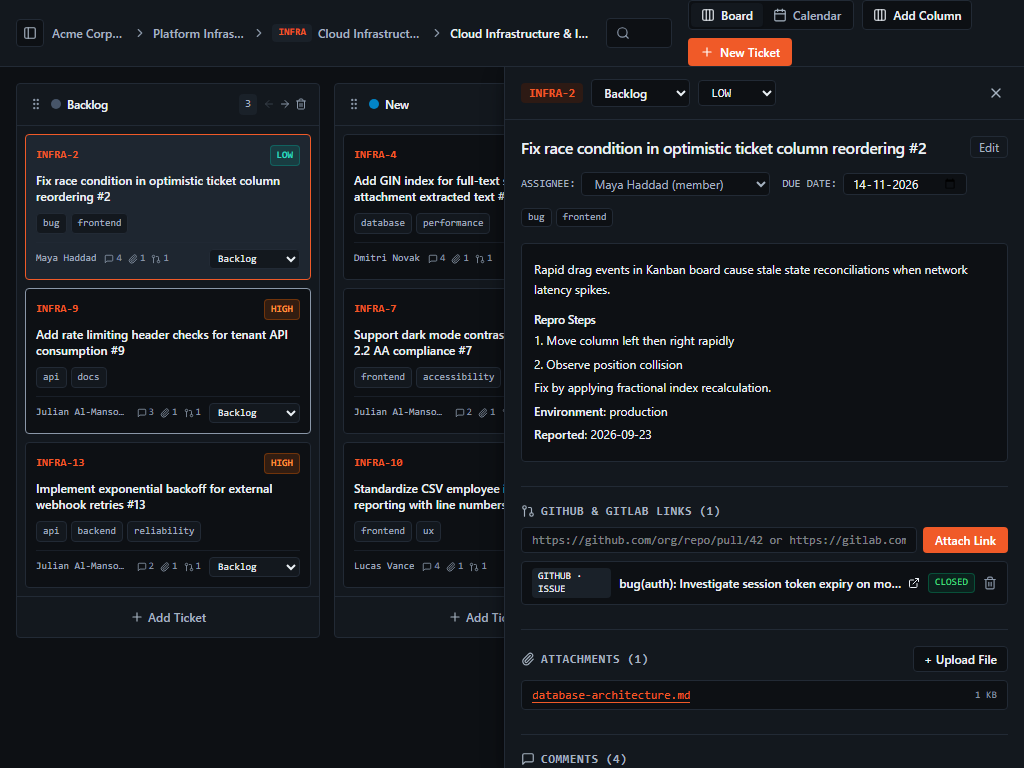 Acme Corp...
Platform Infras...
INFRA
Cloud Infrastruct...
Cloud Infrastructure & I...
Board
Calendar
Add Column
New Ticket
Backlog
3
INFRA-2
LOW
Fix race condition in optimistic ticket column
reordering #2
bug
frontend
Maya Haddad
4
1
1
Backlog
INFRA-9
HIGH
Add rate limiting header checks for tenant API
consumption #9
api
docs
Julian Al-Manso...
3
1
1
Backlog
INFRA-13
HIGH
Implement exponential backoff for external
webhook retries #13
api
backend
reliability
Julian Al-Manso...
2
1
1
Backlog
+ Add Ticket
New
INFRA-4
Add GIN index for full-text
attachment extracted text
database
performance
Dmitri Novak
4
1
1
INFRA-7
Support dark mode contras
2.2 AA compliance #7
frontend
accessibility
Julian Al-Manso...
2
1
INFRA-10
Standardize CSV employee
reporting with line numbers
frontend
ux
Lucas Vance
4
1
1
+ Add Tic
INFRA-2
Backlog
LOW
Fix race condition in optimistic ticket column reordering #2
Edit
ASSIGNEE:
Maya Haddad (member)
DUE DATE:
14-11-2026
bug
frontend
Rapid drag events in Kanban board cause stale state reconciliations when network
latency spikes.
Repro Steps
1. Move column left then right rapidly
2. Observe position collision
Fix by applying fractional index recalculation.
Environment: production
Reported: 2026-09-23
GITHUB & GITLAB LINKS (1)
https://github.com/org/repo/pull/42 or https://gitlab.com
Attach Link
GITHUB ·
ISSUE
bug(auth): Investigate session token expiry on mo...
CLOSED
ATTACHMENTS (1)
+ Upload File
database-architecture.md
1 KB
COMMENTS (4)